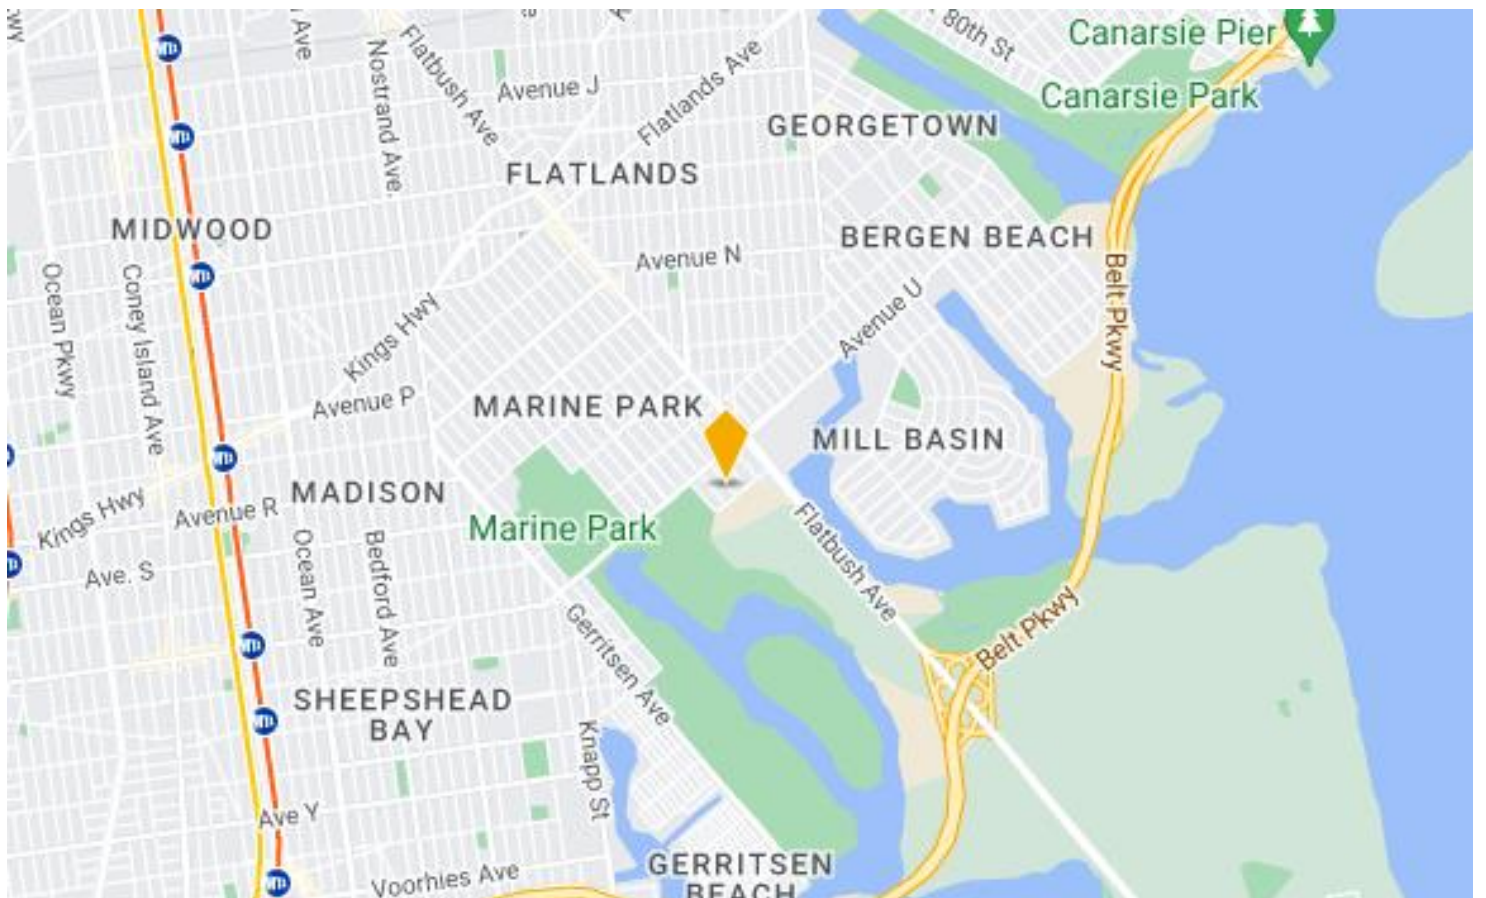 80th St
Canarsie Pier
Canarsie Park
Nostrand Ave.
Flatbush Ave
Avenue J
Flatlands Ave
GEORGETOWN
FLATLANDS
MIDWOOD
BERGEN BEACH
Avenue N
Ocean Pkwy
Coney Island Ave
Kings Hwy
Avenue U
Belt Pkwy
Avenue P
MARINE PARK
MILL BASIN
MADISON
Kings Hwy
Avenue R
Marine Park
Flatbush Ave
Ave. S
Ocean Ave
Bedford Ave
Gerritsen Ave
Belt Pkwy
SHEEPSHEAD
BAY
Knapp St
Ave Y
Voorhies Ave
GERRITSEN
BEACH